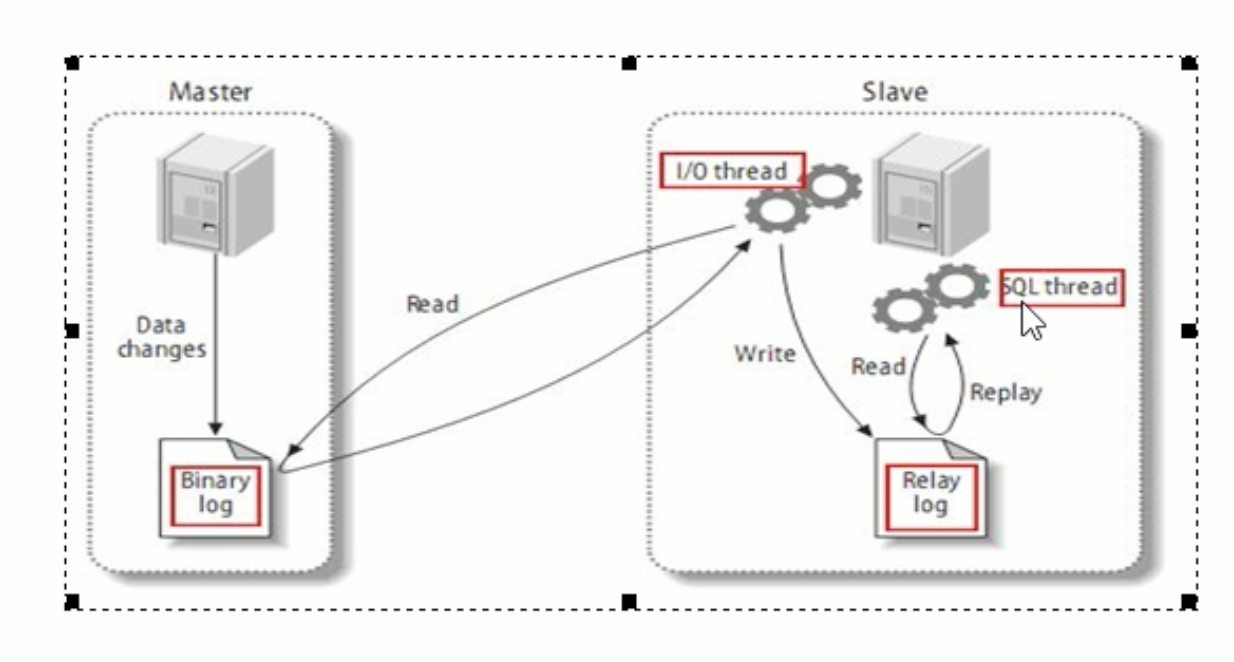 Master
Slave
I/O thread
SQL thread
Read
Data
changes
Write
Read
Replay
Binary
log
Relay
log